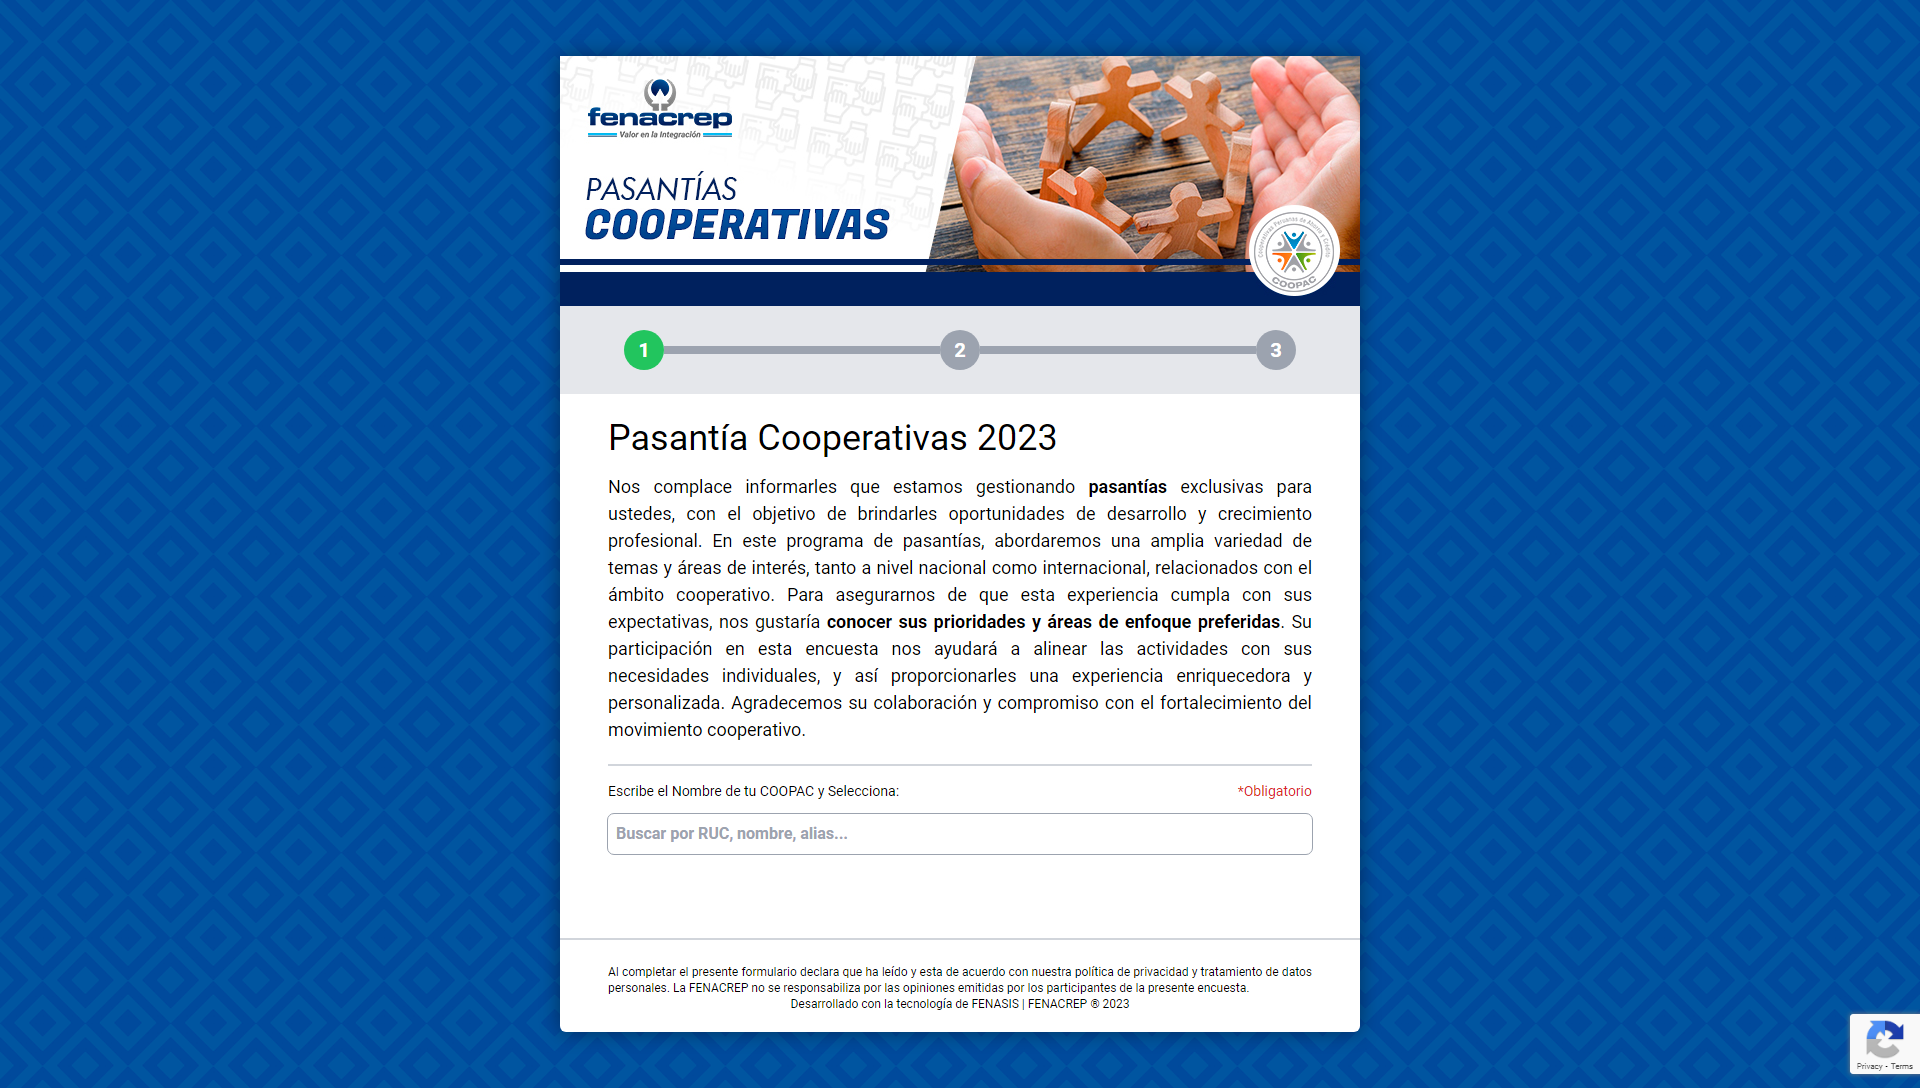 fenacrep
Valor en la Integración
PASANTÍAS
COOPERATIVAS
Cooperativas Peruanas de Ahorro y Crédito
COOPAC
1 2 3
Pasantía Cooperativas 2023
Nos complace informarles que estamos gestionando pasantías exclusivas para
ustedes, con el objetivo de brindarles oportunidades de desarrollo y crecimiento
profesional. En este programa de pasantías, abordaremos una amplia variedad de
temas y áreas de interés, tanto a nivel nacional como internacional, relacionados con el
ámbito cooperativo. Para asegurarnos de que esta experiencia cumpla con sus
expectativas, nos gustaría conocer sus prioridades y áreas de enfoque preferidas. Su
participación en esta encuesta nos ayudará a alinear las actividades con sus
necesidades individuales, y así proporcionarles una experiencia enriquecedora y
personalizada. Agradecemos su colaboración y compromiso con el fortalecimiento del
movimiento cooperativo.
Escribe el Nombre de tu COOPAC y Selecciona: *Obligatorio
Buscar por RUC, nombre, alias...
Al completar el presente formulario declara que ha leído y esta de acuerdo con nuestra política de privacidad y tratamiento de datos
personales. La FENACREP no se responsabiliza por las opiniones emitidas por los participantes de la presente encuesta.
Desarrollado con la tecnología de FENASIS | FENACREP ® 2023
Privacy - Terms